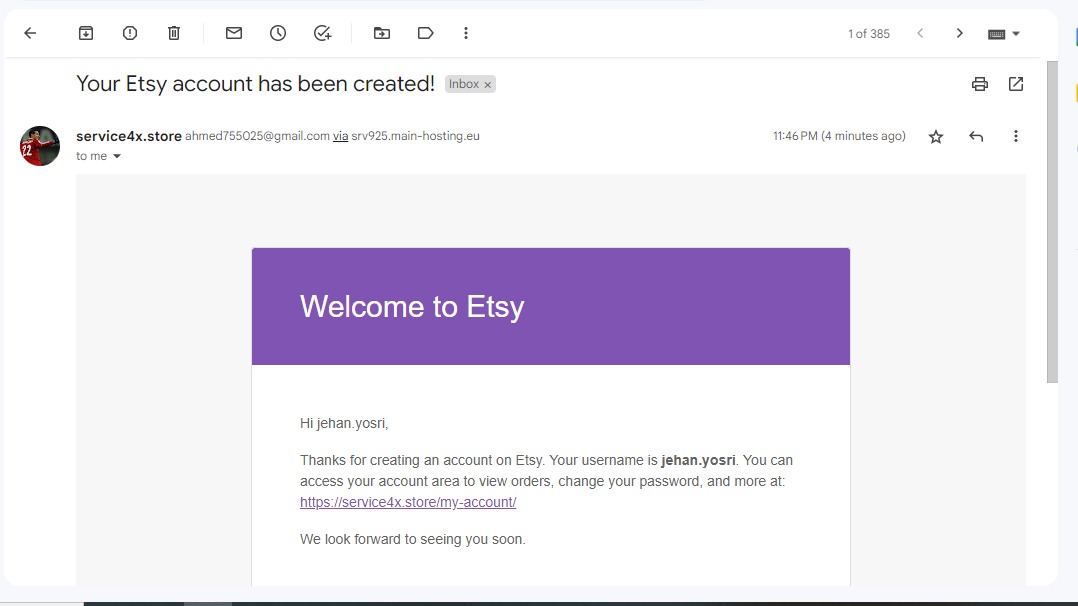 1 of 385
Your Etsy account has been created! Inbox ×
service4x.store ahmed755025@gmail.com via srv925.main-hosting.eu 11:46 PM (4 minutes ago)
to me
22
Welcome to Etsy
Hi jehan.yosri,
Thanks for creating an account on Etsy. Your username is jehan.yosri. You can
access your account area to view orders, change your password, and more at:
https://service4x.store/my-account/
We look forward to seeing you soon.